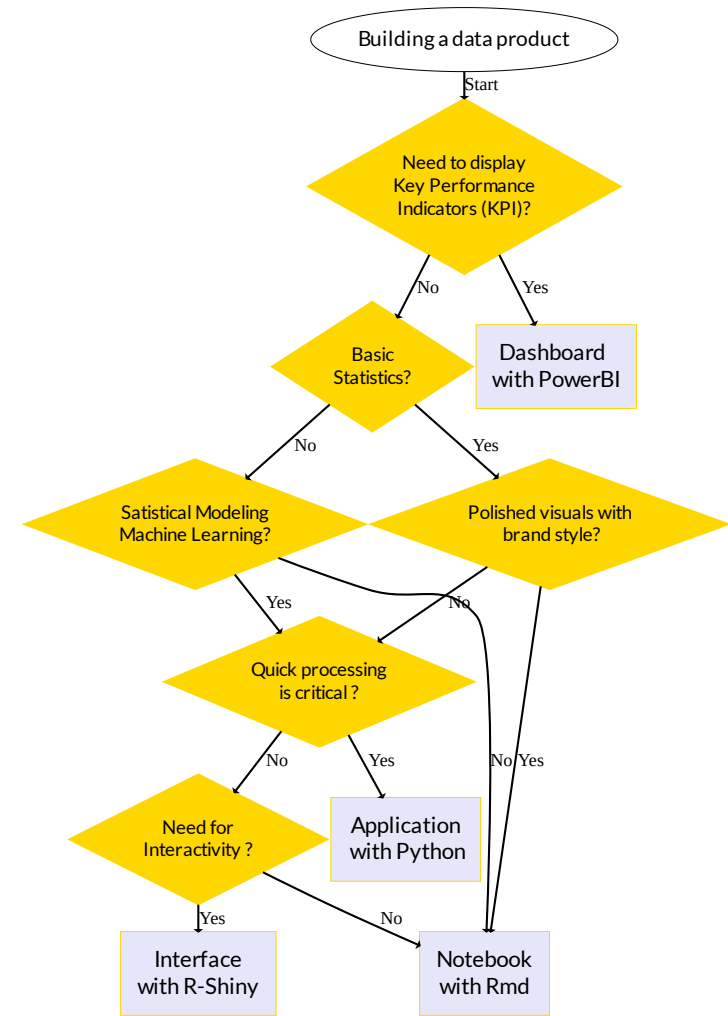 Building a data product
Start
Need to display
Key Performance
Indicators (KPI)?
No
Yes
Basic
Statistics?
Dashboard
with PowerBI
No
Yes
Satistical Modeling
Machine Learning?
Polished visuals with
brand style?
Yes
No
Quick processing
is critical ?
No
Yes
No
Yes
Need for
Interactivity ?
Application
with Python
Yes
No
Interface
with R-Shiny
Notebook
with Rmd